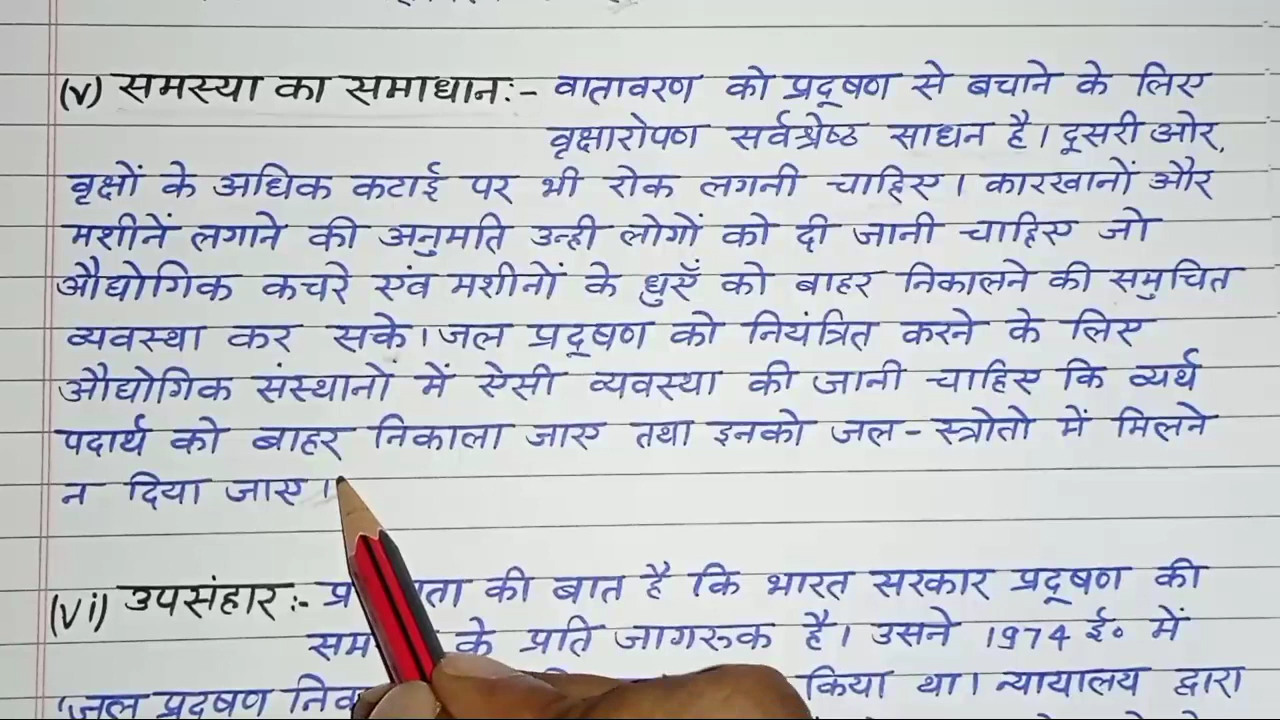 (v) समस्या का समाधान:- वातावरण को प्रदूषण से बचाने के लिए
वृक्षारोपण सर्वश्रेष्ठ साधन है। दूसरी ओर,
वृक्षों के अधिक कटाई पर भी रोक लगनी चाहिए। कारखानों और
मशीनें लगाने की अनुमति उन्ही लोगों को दी जानी चाहिए जो
औद्योगिक कचरे एंव मशीनों के धुएँ को बाहर निकालने की समुचित
व्यवस्था कर सके। जल प्रदूषण को नियंत्रित करने के लिए
औद्योगिक संस्थानों में ऐसी व्यवस्था की जानी चाहिए कि व्यर्थ
पदार्थ को बाहर निकाला जाए तथा इनको जल-स्त्रोतो में मिलने
न दिया जाए।
(vi) उपसंहार:- की बात है कि भारत सरकार प्रदूषण की
के प्रति जागरुक है। उसने 1974 ई० में
'जल प्रदूषण किया था। न्यायालय द्वारा